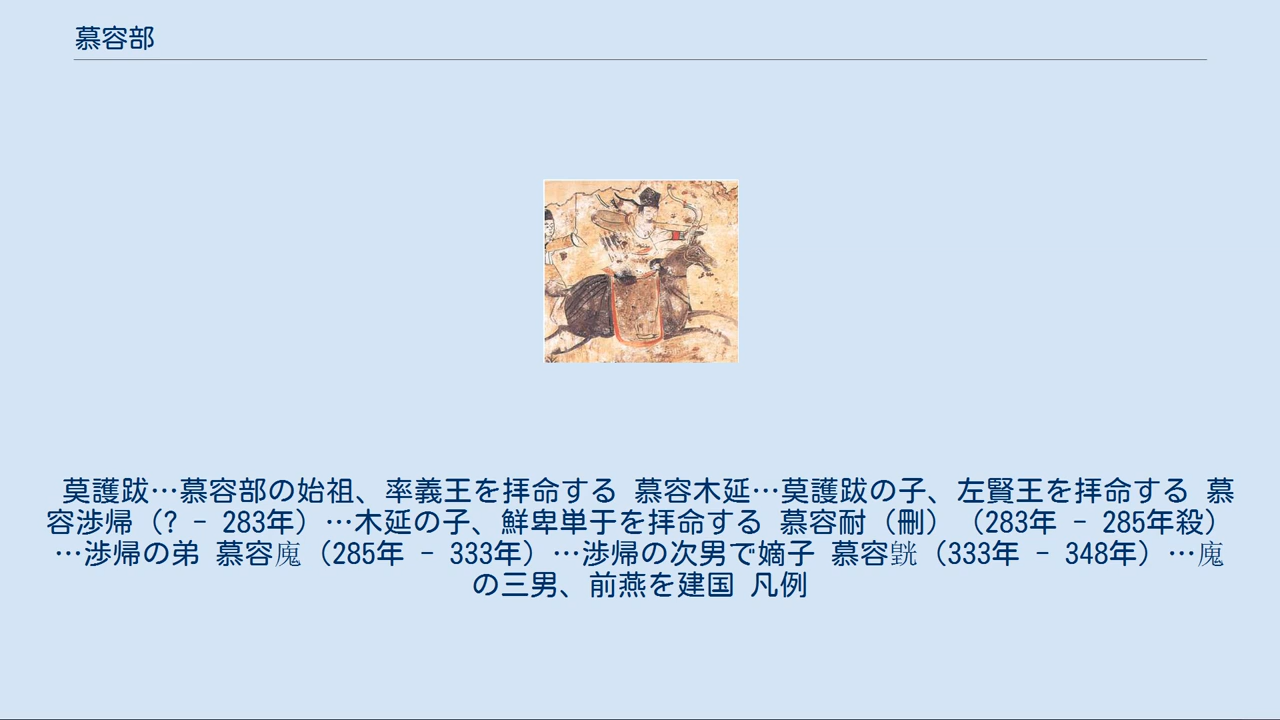 慕容部
莫護跋…慕容部の始祖、率義王を拝命する 慕容木延…莫護跋の子、左賢王を拝命する 慕
容渉帰（? - 283年）…木延の子、鮮卑単于を拝命する 慕容耐（刪）（283年 - 285年殺）
…渉帰の弟 慕容廆（285年 - 333年）…渉帰の次男で嫡子 慕容皝（333年 - 348年）…廆
の三男、前燕を建国 凡例